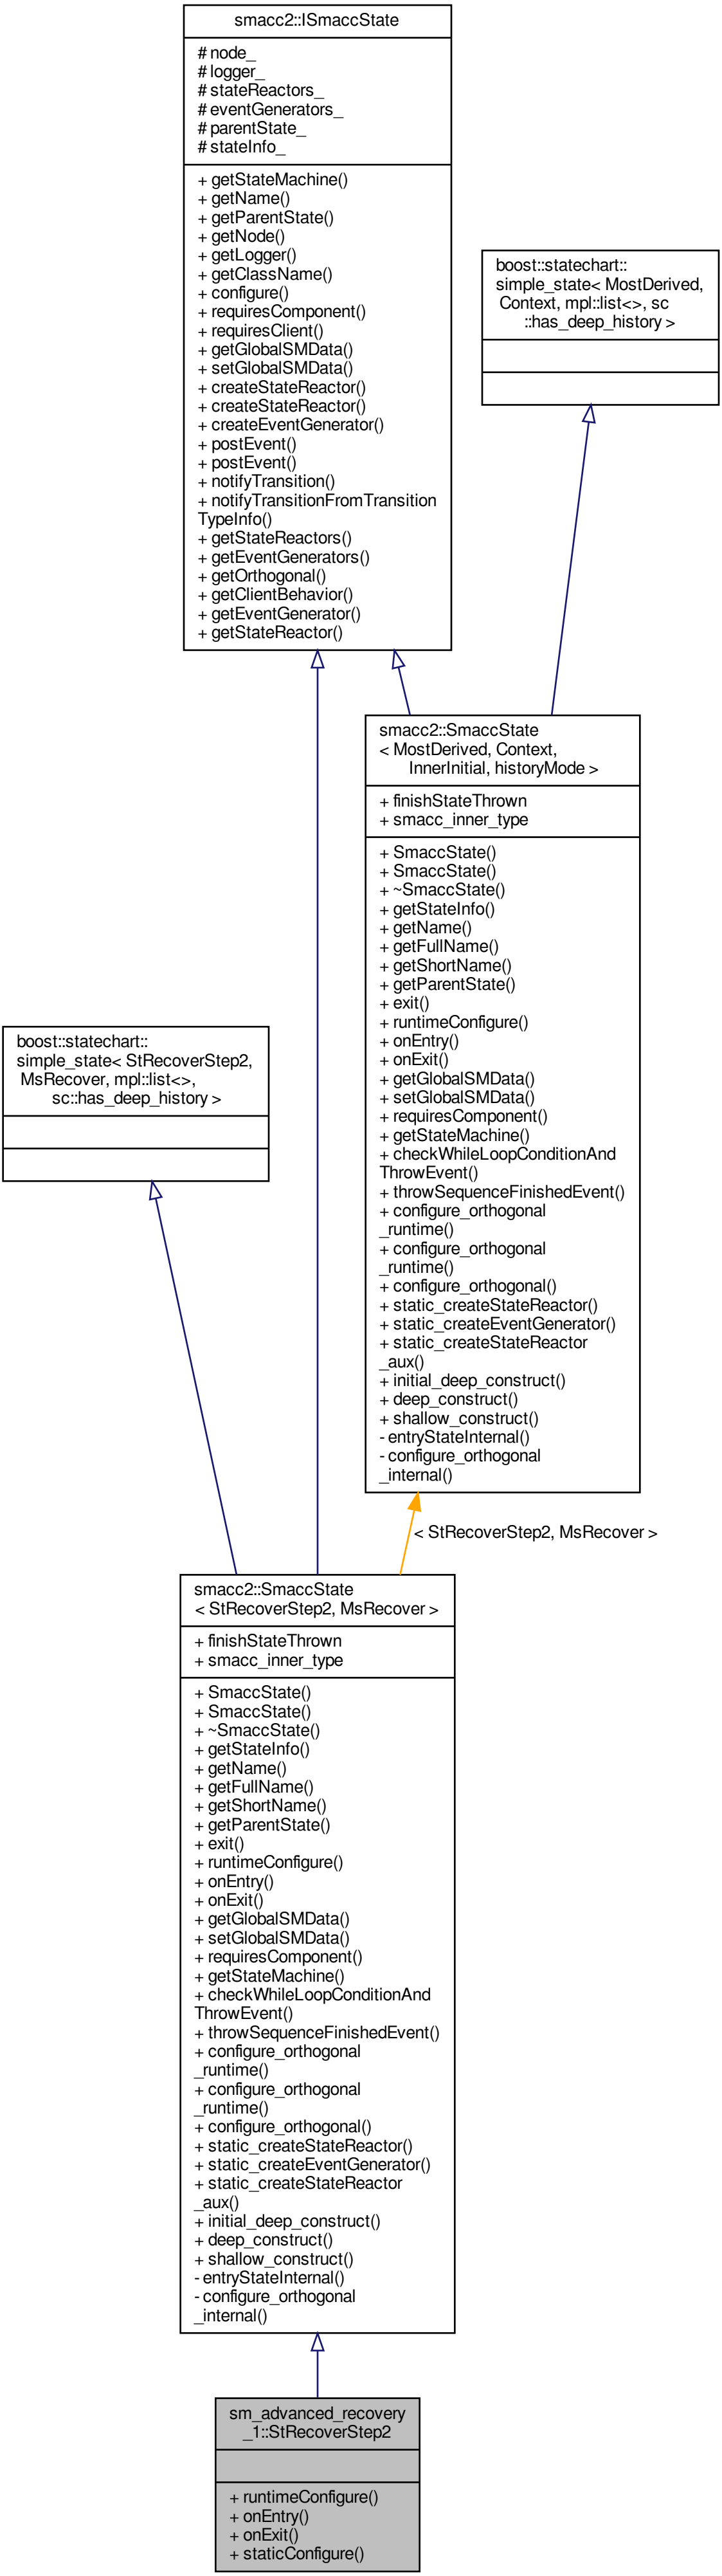 smacc2::ISmaccState
# node_
# logger_
# stateReactors_
# eventGenerators_
# parentState_
# stateInfo_
+ getStateMachine()
+ getName()
+ getParentState()
+ getNode()
+ getLogger()
+ getClassName()
+ configure()
+ requiresComponent()
+ requiresClient()
+ getGlobalSMData()
+ setGlobalSMData()
+ createStateReactor()
+ createStateReactor()
+ createEventGenerator()
+ postEvent()
+ postEvent()
+ notifyTransition()
+ notifyTransitionFromTransition
TypeInfo()
+ getStateReactors()
+ getEventGenerators()
+ getOrthogonal()
+ getClientBehavior()
+ getEventGenerator()
+ getStateReactor()
boost::statechart::
simple_state< MostDerived,
Context, mpl::list<>, sc
::has_deep_history >
smacc2::SmaccState
< MostDerived, Context,
InnerInitial, historyMode >
+ finishStateThrown
+ smacc_inner_type
+ SmaccState()
+ SmaccState()
+ ~SmaccState()
+ getStateInfo()
+ getName()
+ getFullName()
+ getShortName()
+ getParentState()
+ exit()
+ runtimeConfigure()
+ onEntry()
+ onExit()
+ getGlobalSMData()
+ setGlobalSMData()
+ requiresComponent()
+ getStateMachine()
+ checkWhileLoopConditionAnd
ThrowEvent()
+ throwSequenceFinishedEvent()
+ configure_orthogonal
_runtime()
+ configure_orthogonal
_runtime()
+ configure_orthogonal()
+ static_createStateReactor()
+ static_createEventGenerator()
+ static_createStateReactor
_aux()
+ initial_deep_construct()
+ deep_construct()
+ shallow_construct()
- entryStateInternal()
- configure_orthogonal
_internal()
boost::statechart::
simple_state< StRecoverStep2,
MsRecover, mpl::list<>,
sc::has_deep_history >
< StRecoverStep2, MsRecover >
smacc2::SmaccState
< StRecoverStep2, MsRecover >
+ finishStateThrown
+ smacc_inner_type
+ SmaccState()
+ SmaccState()
+ ~SmaccState()
+ getStateInfo()
+ getName()
+ getFullName()
+ getShortName()
+ getParentState()
+ exit()
+ runtimeConfigure()
+ onEntry()
+ onExit()
+ getGlobalSMData()
+ setGlobalSMData()
+ requiresComponent()
+ getStateMachine()
+ checkWhileLoopConditionAnd
ThrowEvent()
+ throwSequenceFinishedEvent()
+ configure_orthogonal
_runtime()
+ configure_orthogonal
_runtime()
+ configure_orthogonal()
+ static_createStateReactor()
+ static_createEventGenerator()
+ static_createStateReactor
_aux()
+ initial_deep_construct()
+ deep_construct()
+ shallow_construct()
- entryStateInternal()
- configure_orthogonal
_internal()
sm_advanced_recovery
_1::StRecoverStep2
+ runtimeConfigure()
+ onEntry()
+ onExit()
+ staticConfigure()